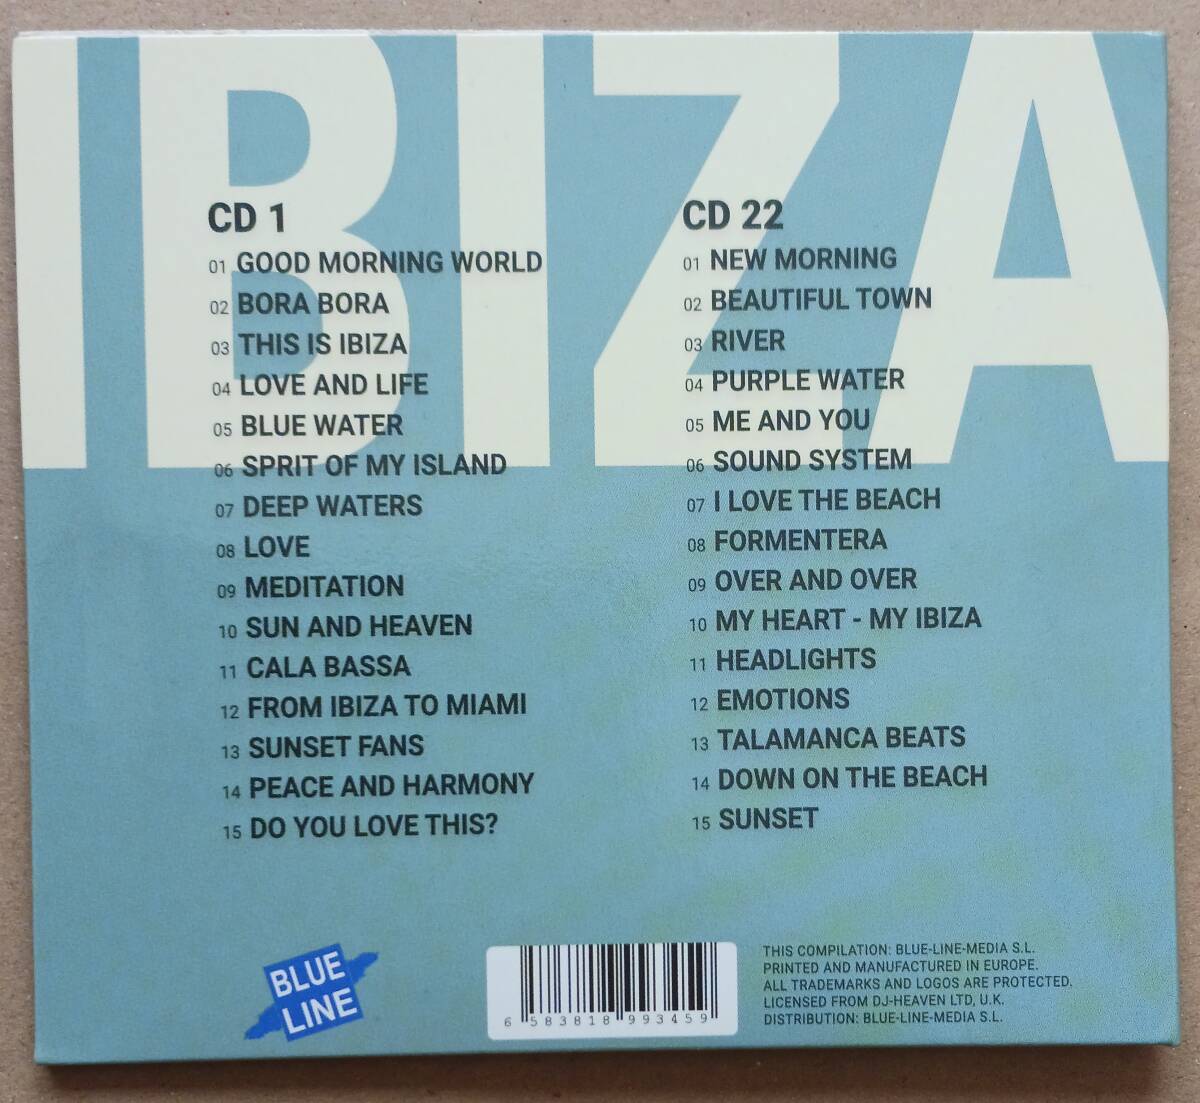 IBIZA
CD 1
01 GOOD MORNING WORLD
02 BORA BORA
03 THIS IS IBIZA
04 LOVE AND LIFE
05 BLUE WATER
06 SPRIT OF MY ISLAND
07 DEEP WATERS
08 LOVE
09 MEDITATION
10 SUN AND HEAVEN
11 CALA BASSA
12 FROM IBIZA TO MIAMI
13 SUNSET FANS
14 PEACE AND HARMONY
15 DO YOU LOVE THIS?
CD 22
01 NEW MORNING
02 BEAUTIFUL TOWN
03 RIVER
04 PURPLE WATER
05 ME AND YOU
06 SOUND SYSTEM
07 I LOVE THE BEACH
08 FORMENTERA
09 OVER AND OVER
10 MY HEART - MY IBIZA
11 HEADLIGHTS
12 EMOTIONS
13 TALAMANCA BEATS
14 DOWN ON THE BEACH
15 SUNSET
BLUE
LINE
6 583818 993459
THIS COMPILATION: BLUE-LINE-MEDIA S.L.
PRINTED AND MANUFACTURED IN EUROPE.
ALL TRADEMARKS AND LOGOS ARE PROTECTED.
LICENSED FROM DJ-HEAVEN LTD, U.K.
DISTRIBUTION: BLUE-LINE-MEDIA S.L.